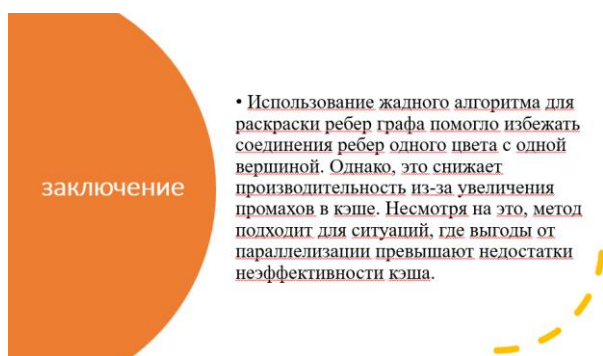 заключение
• Использование жадного алгоритма для
раскраски ребер графа помогло избежать
соединения ребер одного цвета с одной
вершиной. Однако, это снижает
производительность из-за увеличения
промахов в кэше. Несмотря на это, метод
подходит для ситуаций, где выгоды от
параллелизации превышают недостатки
неэффективности кэша.